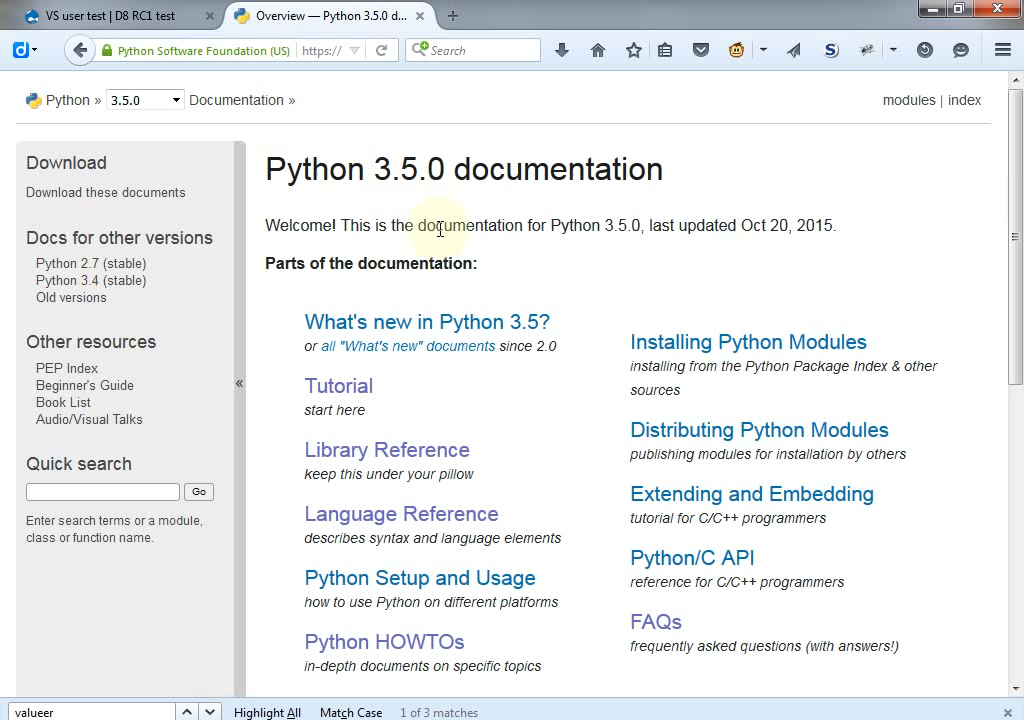 VS user test | D8 RC1 test
Overview — Python 3.5.0 d...
Python Software Foundation (US)
https://
Search
Python » 3.5.0 Documentation »
modules | index
Download
Download these documents
Docs for other versions
Python 2.7 (stable)
Python 3.4 (stable)
Old versions
Other resources
PEP Index
Beginner's Guide
Book List
Audio/Visual Talks
Quick search
Go
Enter search terms or a module,
class or function name.
«
Python 3.5.0 documentation
Welcome! This is the documentation for Python 3.5.0, last updated Oct 20, 2015.
Parts of the documentation:
What's new in Python 3.5?
or all "What's new" documents since 2.0
Tutorial
start here
Library Reference
keep this under your pillow
Language Reference
describes syntax and language elements
Python Setup and Usage
how to use Python on different platforms
Python HOWTOs
in-depth documents on specific topics
Installing Python Modules
installing from the Python Package Index & other
sources
Distributing Python Modules
publishing modules for installation by others
Extending and Embedding
tutorial for C/C++ programmers
Python/C API
reference for C/C++ programmers
FAQs
frequently asked questions (with answers!)
valueer
Highlight All
Match Case
1 of 3 matches